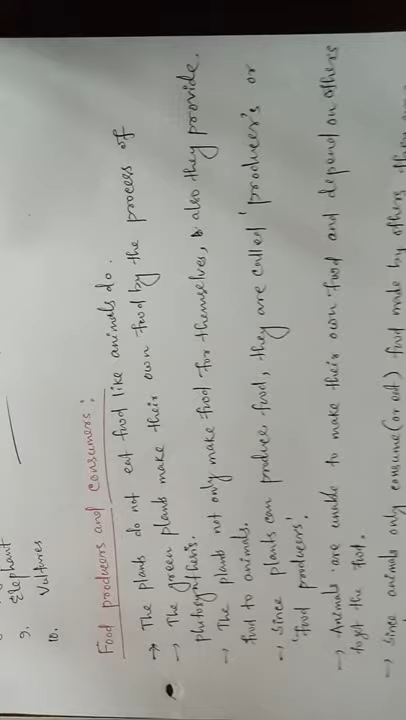 9. Elephant
10. Vultures
Food producers and consumers:
→ The plants do not eat food like animals do.
→ The green plants make their own food by the process of
photosynthesis.
→ The plants not only make food for themselves, also they provide
food to animals.
→ Since plants can produce food, they are called 'producer's or
'food producers'.
→ Animals are unable to make their own food and depend on others
to get the food.
→ Since animals only consume (or eat) food made by others they